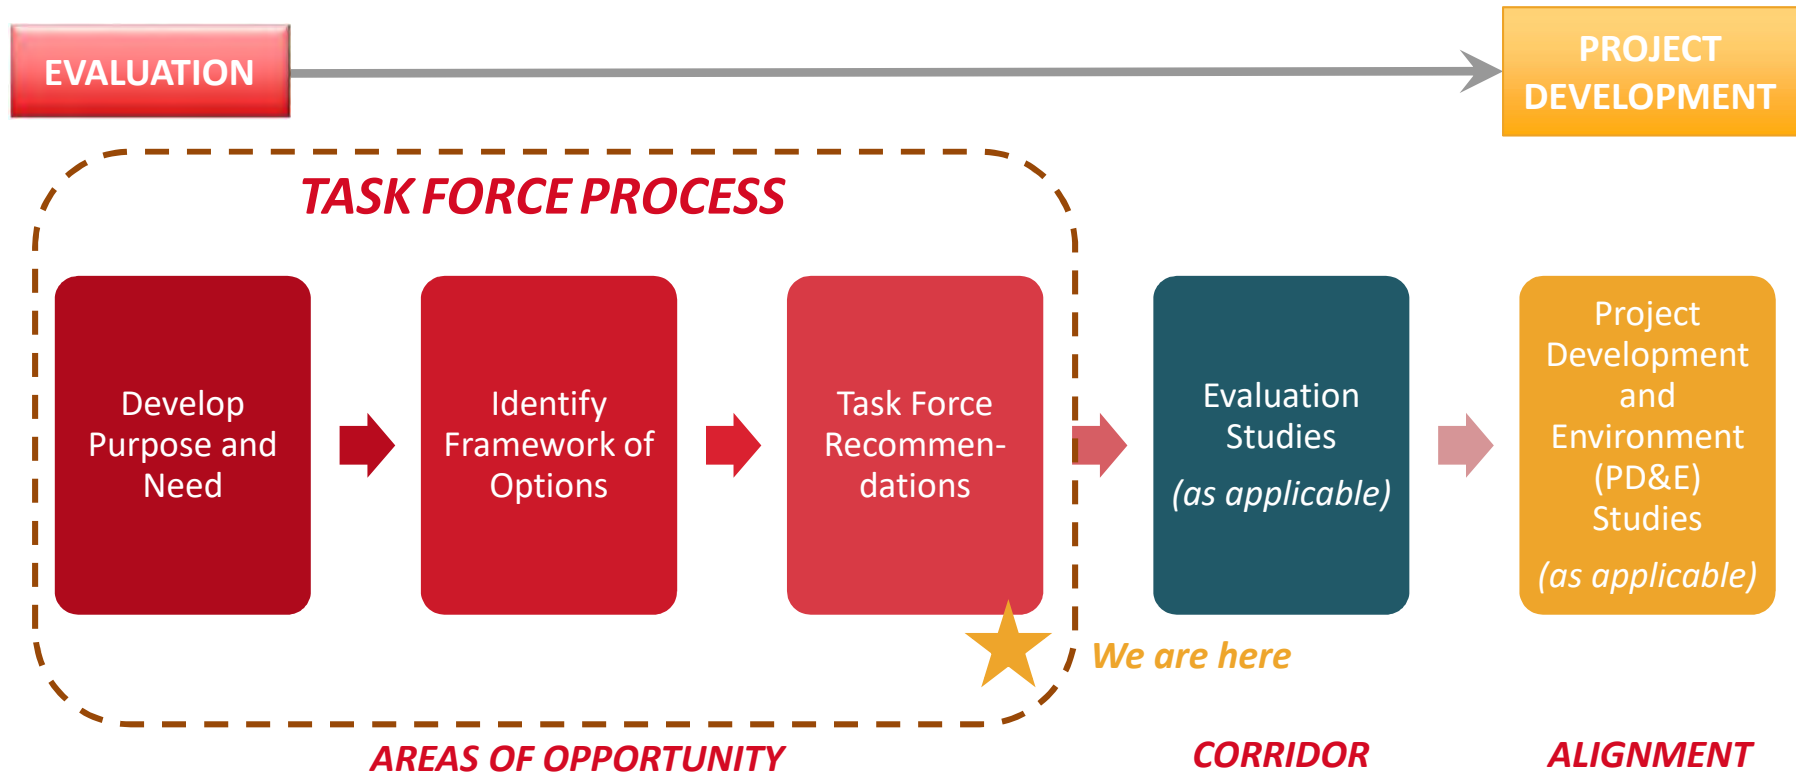 EVALUATION
PROJECT
DEVELOPMENT
TASK FORCE PROCESS
Develop
Purpose and
Need
Identify
Framework of
Options
Task Force
Recommen-
dations
Evaluation
Studies
(as applicable)
Project
Development
and
Environment
(PD&E)
Studies
(as applicable)
We are here
AREAS OF OPPORTUNITY
CORRIDOR
ALIGNMENT